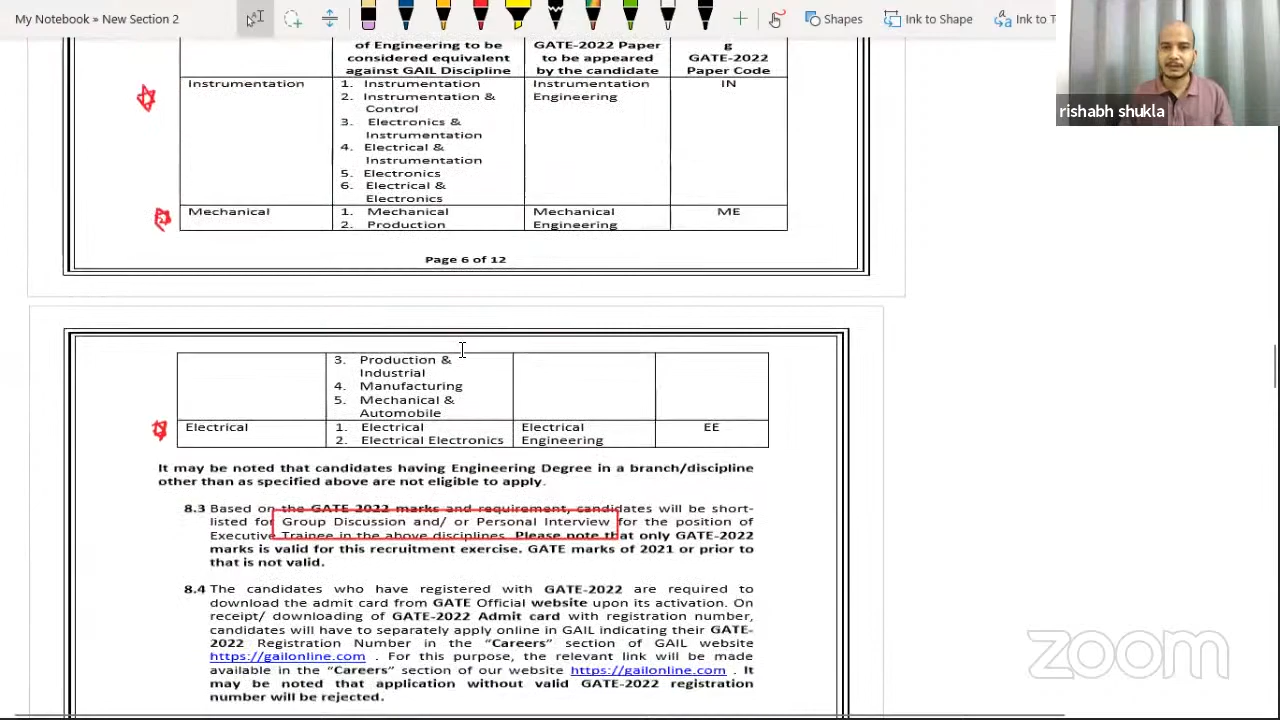 My Notebook » New Section 2
Shapes
Ink to Shape
Ink to T
rishabh shukla
of Engineering to be considered equivalent against GAIL Discipline
GATE-2022 Paper to be appeared by the candidate
g GATE-2022 Paper Code
Instrumentation
1. Instrumentation
2. Instrumentation & Control
3. Electronics & Instrumentation
4. Electrical & Instrumentation
5. Electronics
6. Electrical & Electronics
Instrumentation Engineering
IN
Mechanical
1. Mechanical
2. Production
Mechanical Engineering
ME
Page 6 of 12
3. Production & Industrial
4. Manufacturing
5. Mechanical & Automobile
Electrical
1. Electrical
2. Electrical Electronics
Electrical Engineering
EE
It may be noted that candidates having Engineering Degree in a branch/discipline
other than as specified above are not eligible to apply.
8.3 Based on the GATE 2022 marks and requirement, candidates will be short-
listed for Group Discussion and/ or Personal Interview for the position of
Executive Trainee in the above disciplines. Please note that only GATE-2022
marks is valid for this recruitment exercise. GATE marks of 2021 or prior to
that is not valid.
8.4 The candidates who have registered with GATE-2022 are required to
download the admit card from GATE Official website upon its activation. On
receipt/ downloading of GATE-2022 Admit card with registration number,
candidates will have to separately apply online in GAIL indicating their GATE-
2022 Registration Number in the “Careers” section of GAIL website
https://gailonline.com . For this purpose, the relevant link will be made
available in the “Careers” section of our website https://gailonline.com . It
may be noted that application without valid GATE-2022 registration
number will be rejected.
zoom